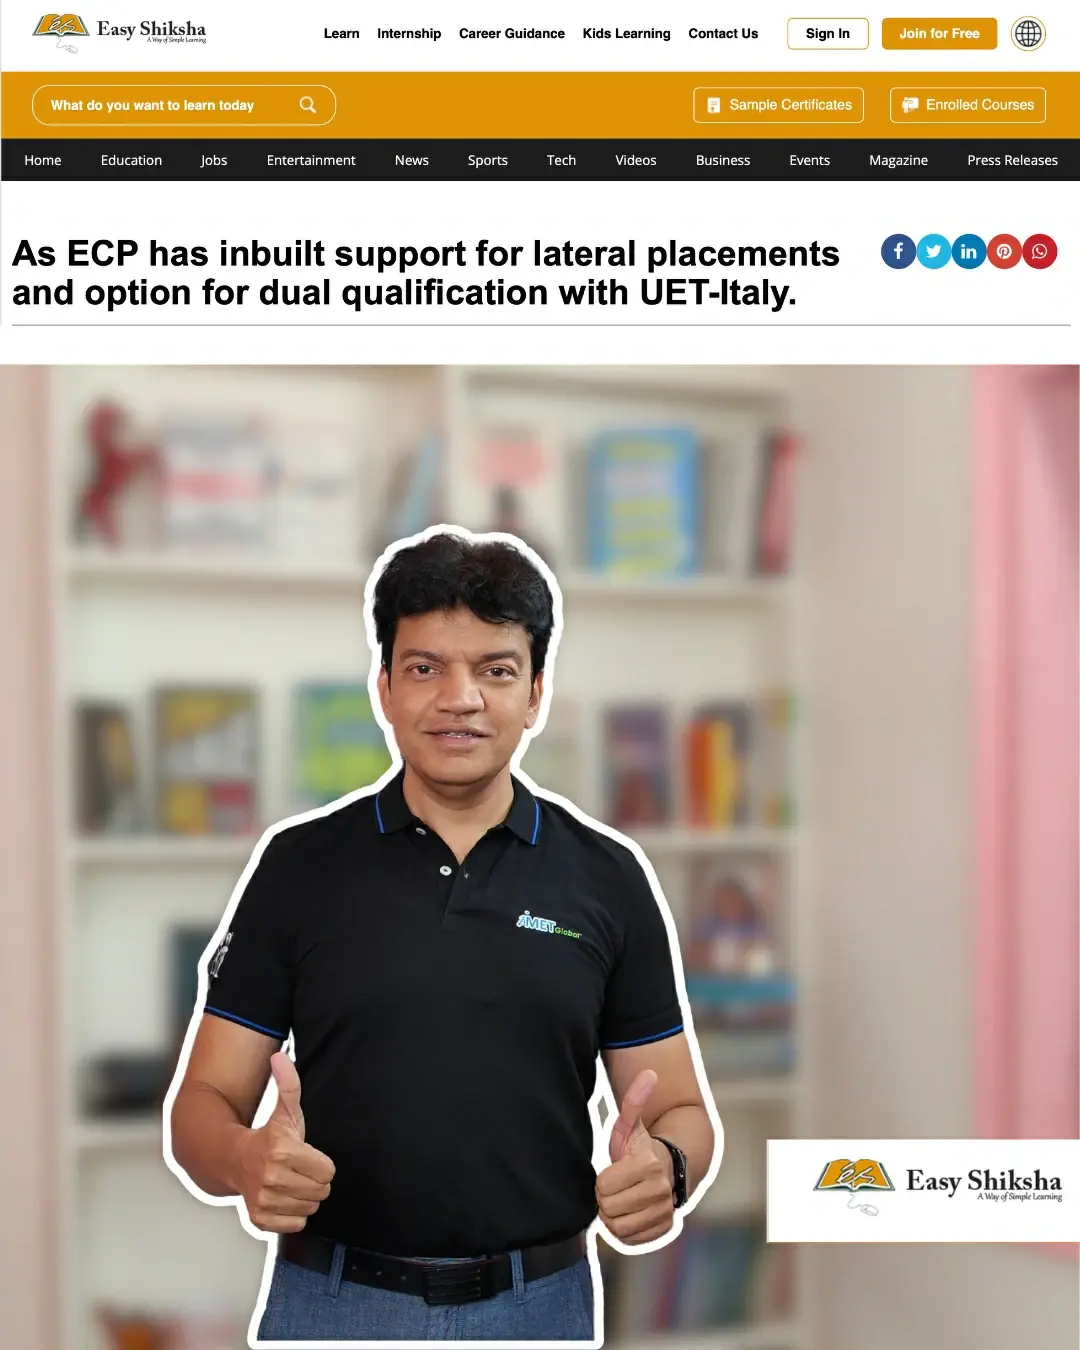 Easy Shiksha
A Way of Simple Learning
Learn Internship Career Guidance Kids Learning Contact Us Sign In Join for Free
What do you want to learn today Sample Certificates Enrolled Courses
Home Education Jobs Entertainment News Sports Tech Videos Business Events Magazine Press Releases
As ECP has inbuilt support for lateral placements
and option for dual qualification with UET-Italy.
iMET Global
Easy Shiksha
A Way of Simple Learning